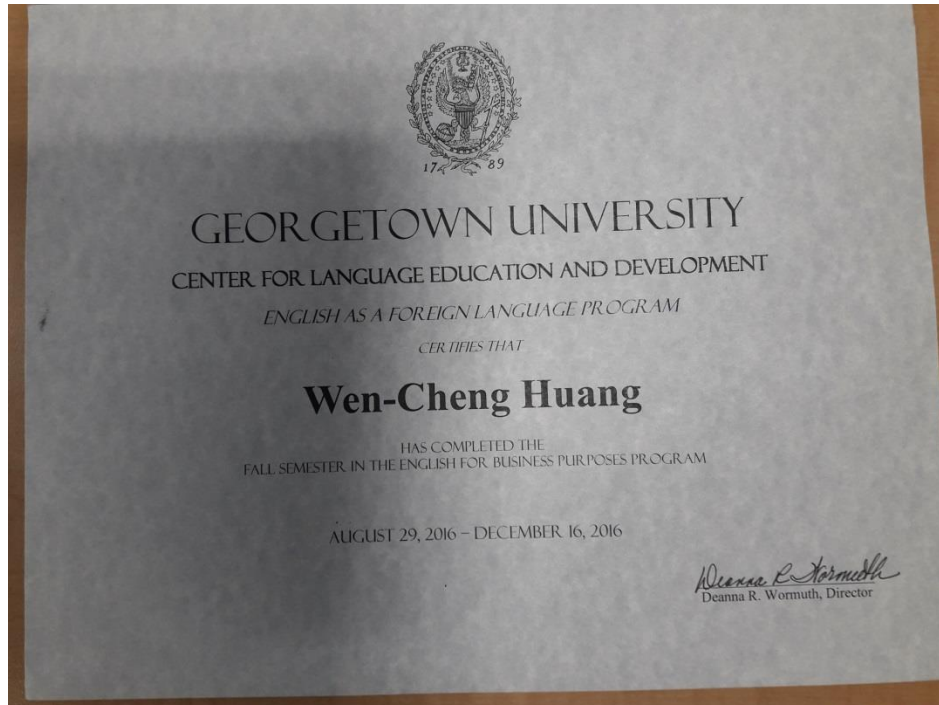 17 89
GEORGETOWN UNIVERSITY
CENTER FOR LANGUAGE EDUCATION AND DEVELOPMENT
ENGLISH AS A FOREIGN LANGUAGE PROGRAM
CERTIFIES THAT
Wen-Cheng Huang
HAS COMPLETED THE
FALL SEMESTER IN THE ENGLISH FOR BUSINESS PURPOSES PROGRAM
AUGUST 29, 2016 – DECEMBER 16, 2016
Deanna R Wormuth
Deanna R. Wormuth, Director